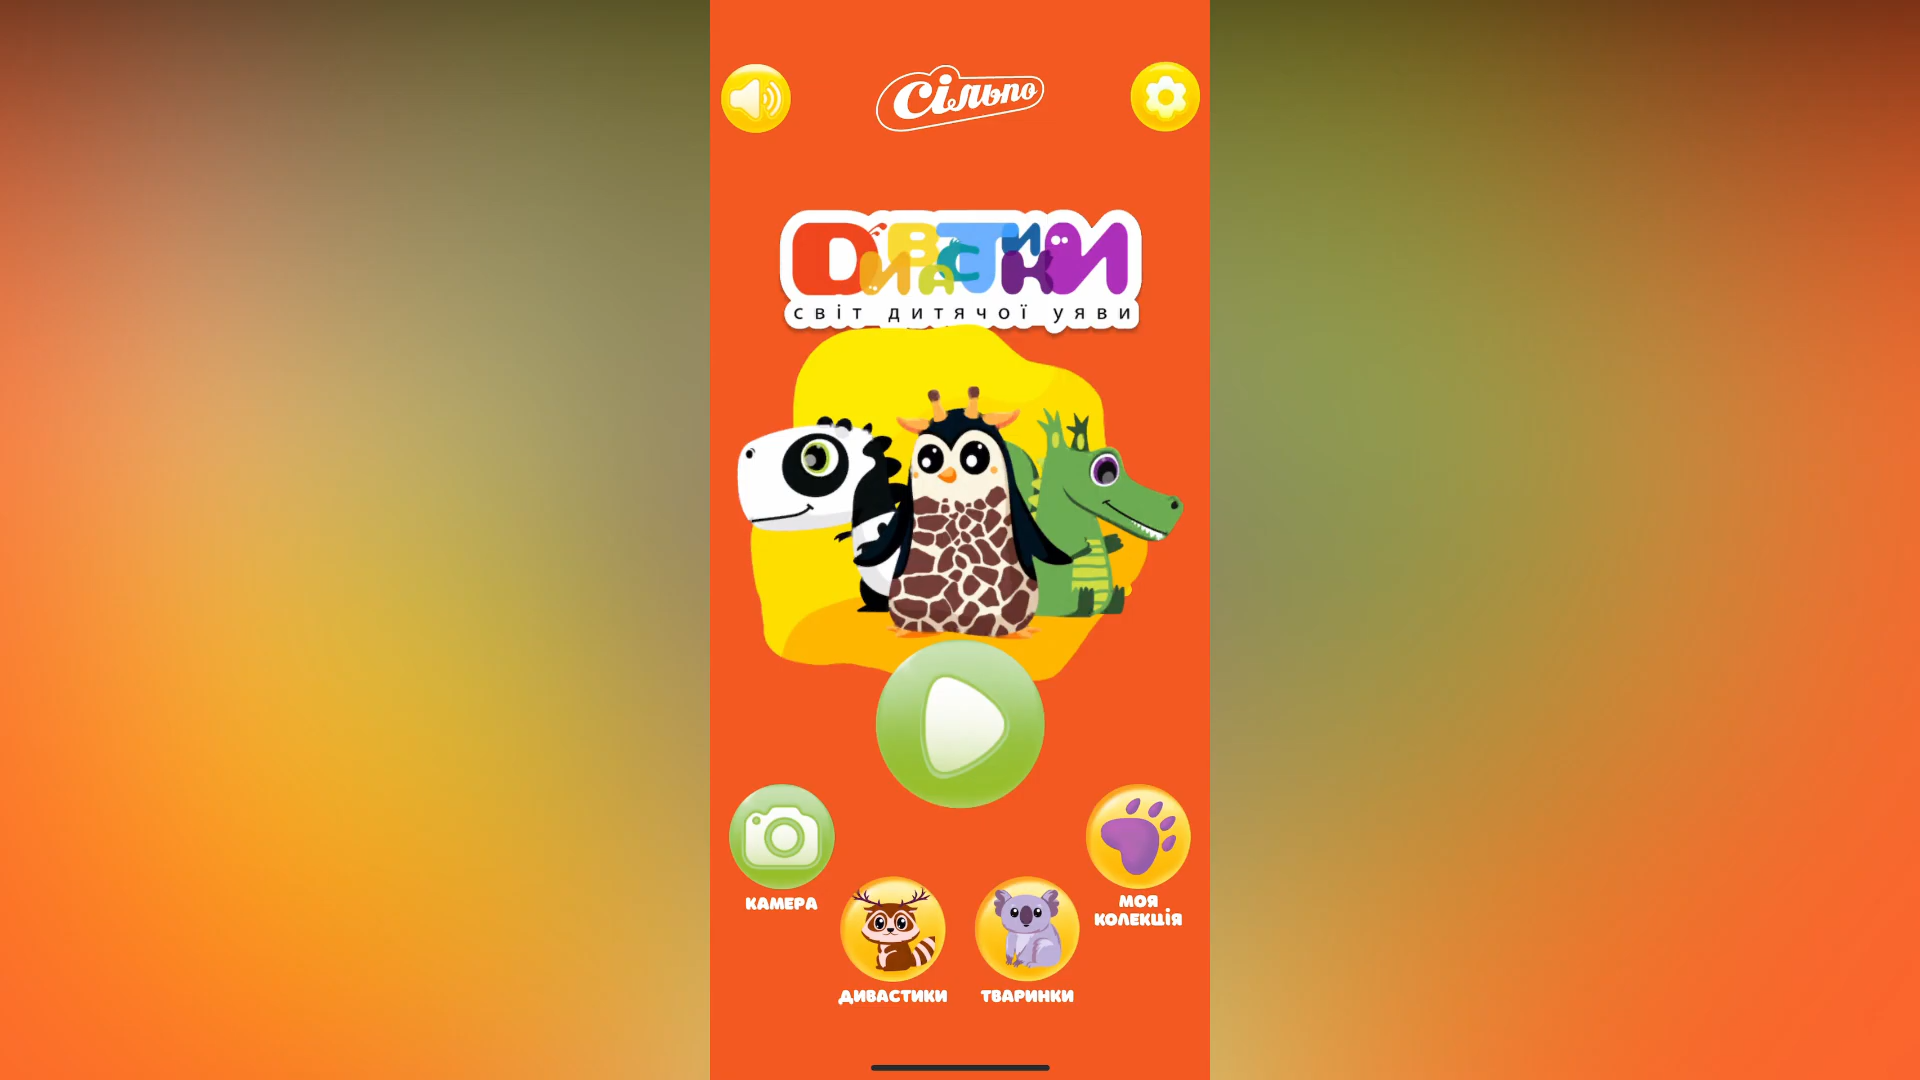 Сільпо
Дивастики
світ дитячої уяви
КАМЕРА
МОЯ
КОЛЕКЦІЯ
ДИВАСТИКИ
ТВАРИНКИ